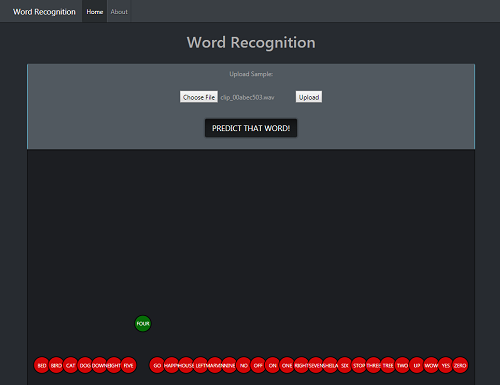 Word Recognition Home About
Word Recognition
Upload Sample:
Choose File clip_00abec503.wav Upload
PREDICT THAT WORD!
FOUR
BED BIRD CAT DOG DOWN EIGHT FIVE GO HAPPY HOUSE LEFT MARVIN NINE NO OFF ON ONE RIGHT SEVEN SHEILA SIX STOP THREE TREE TWO UP WOW YES ZERO